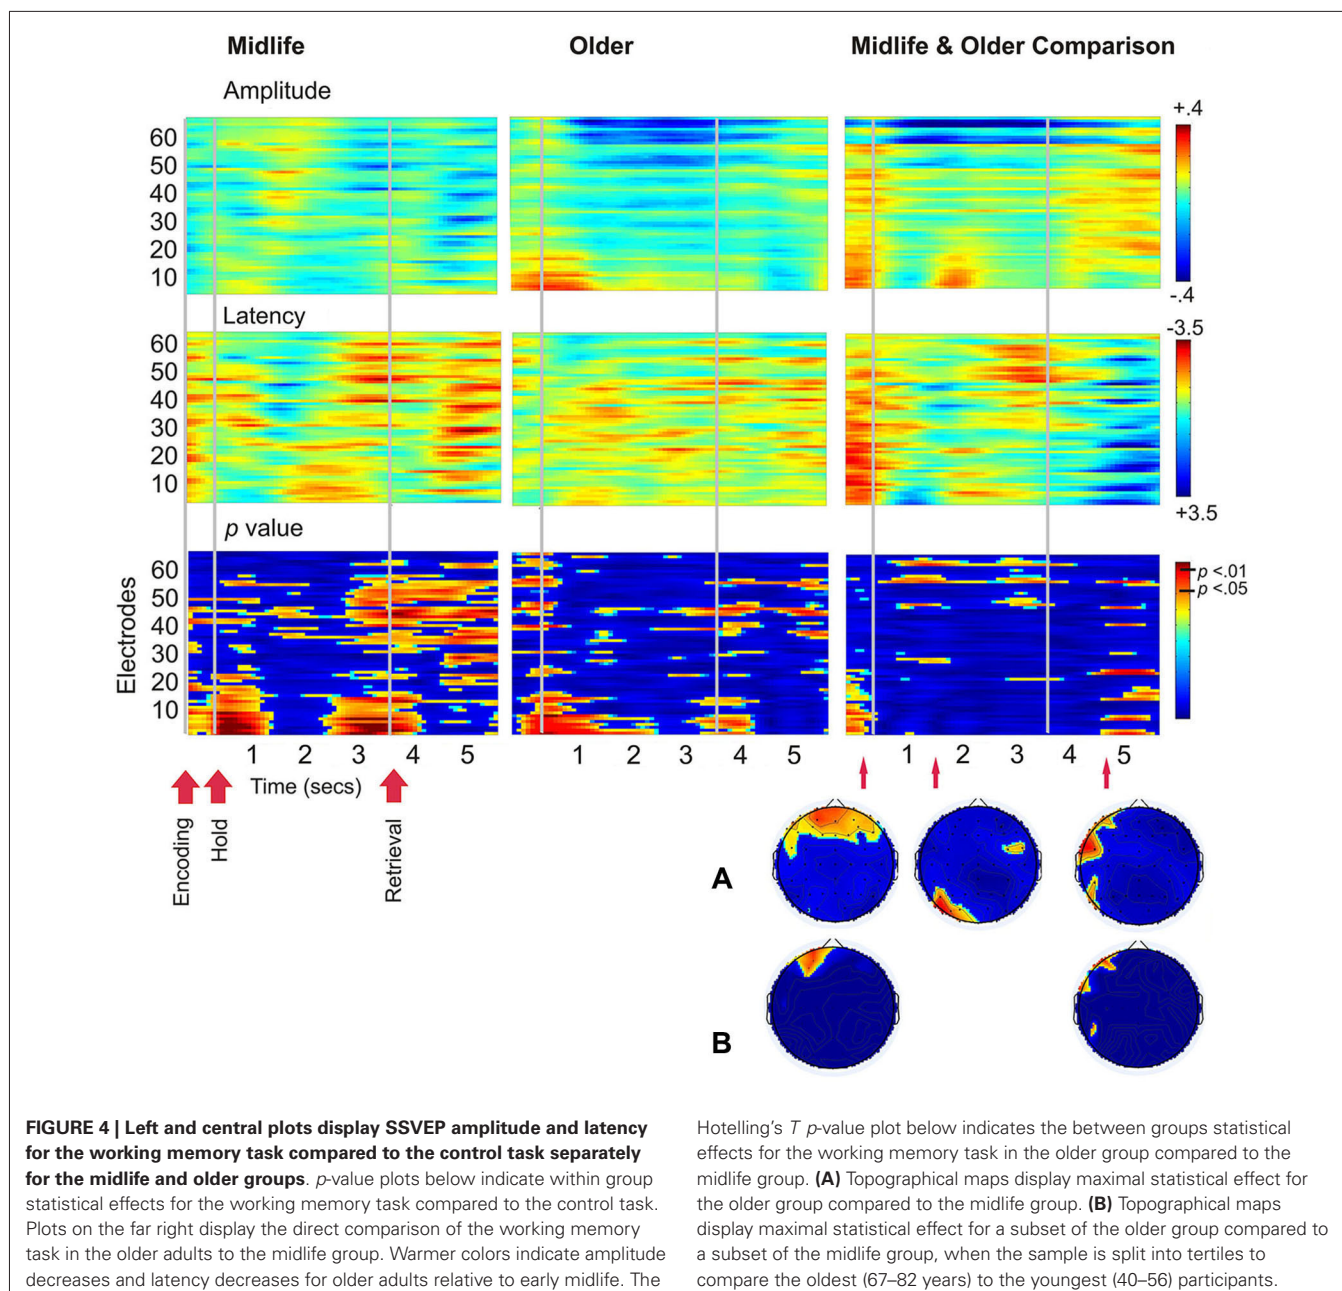 Midlife
Older
Midlife & Older Comparison
Amplitude
60
50
40
30
20
10
+.4
-.4
Latency
60
50
40
30
20
10
-3.5
+3.5
p value
60
50
40
30
20
10
Electrodes
p <.01
p <.05
1 2 3 4 5
1 2 3 4 5
1 2 3 4 5
Time (secs)
Encoding
Hold
Retrieval
A
B
FIGURE 4 | Left and central plots display SSVEP amplitude and latency
for the working memory task compared to the control task separately
for the midlife and older groups. p-value plots below indicate within group
statistical effects for the working memory task compared to the control task.
Plots on the far right display the direct comparison of the working memory
task in the older adults to the midlife group. Warmer colors indicate amplitude
decreases and latency decreases for older adults relative to early midlife. The
Hotelling's T p-value plot below indicates the between groups statistical
effects for the working memory task in the older group compared to the
midlife group. (A) Topographical maps display maximal statistical effect for
the older group compared to the midlife group. (B) Topographical maps
display maximal statistical effect for a subset of the older group compared to
a subset of the midlife group, when the sample is split into tertiles to
compare the oldest (67–82 years) to the youngest (40–56) participants.